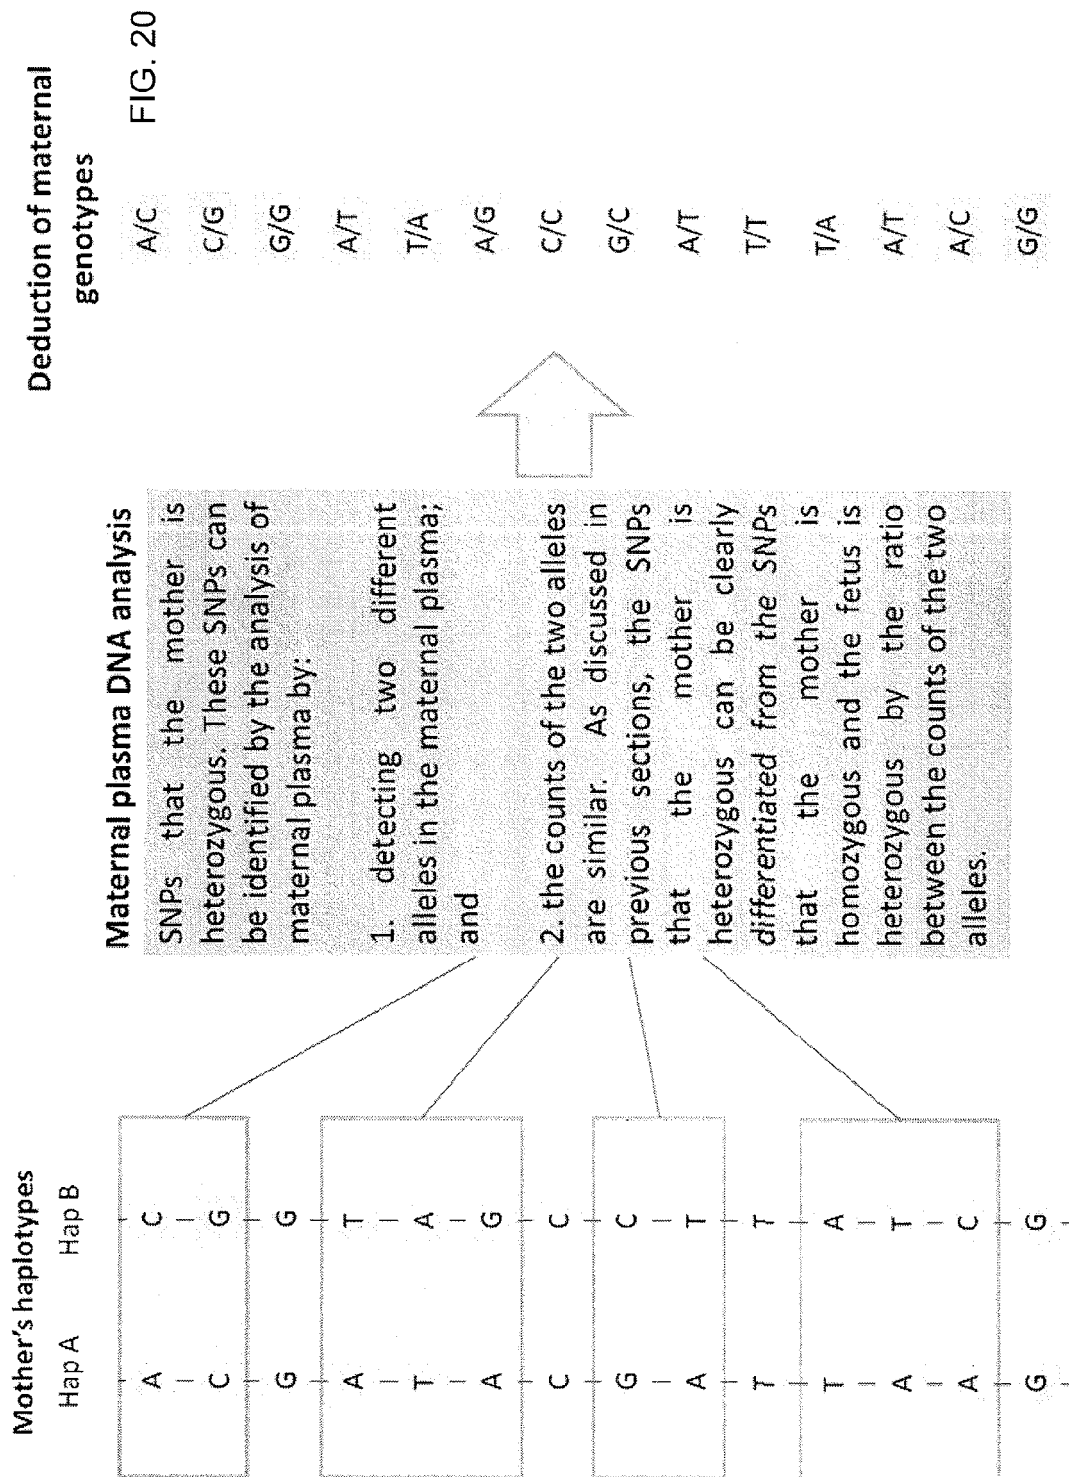 FIG. 20
Mother's haplotypes
Hap A Hap B
A C
C G
G G
A T
T A
A G
C C
G C
A T
T T
T A
A T
A C
G G
Maternal plasma DNA analysis
SNPs that the mother is
heterozygous. These SNPs can
be identified by the analysis of
maternal plasma by:
1. detecting two different
alleles in the maternal plasma;
and
2. the counts of the two alleles
are similar. As discussed in
previous sections, the SNPs
that the mother is
heterozygous can be clearly
differentiated from the SNPs
that the mother is
homozygous and the fetus is
heterozygous by the ratio
between the counts of the two
alleles.
Deduction of maternal
genotypes
A/C
C/G
G/G
A/T
T/A
A/G
C/C
G/C
A/T
T/T
T/A
A/T
A/C
G/G